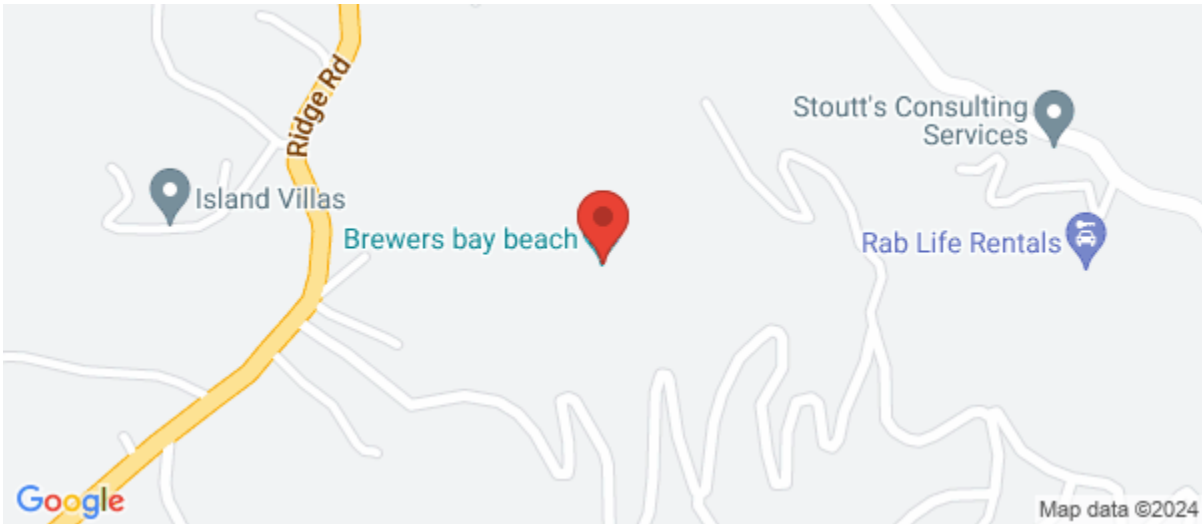 Ridge Rd
Stoutt's Consulting
Services
Island Villas
Brewers bay beach
Rab Life Rentals
Google
Map data ©2024